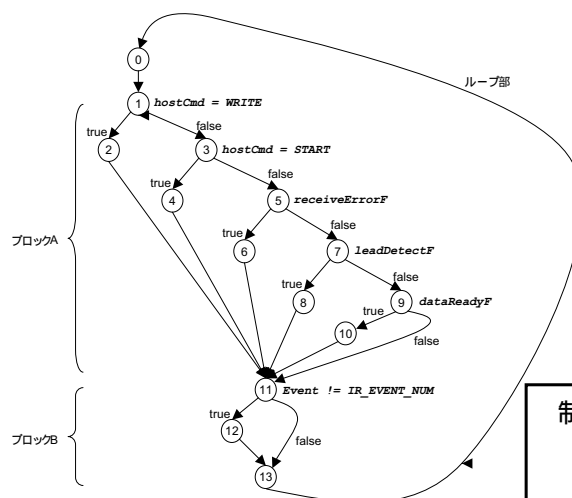 0
ループ部
1 hostCmd = WRITE
true
false
2
3 hostCmd = START
true
false
4
5 receiveErrorF
ブロックA
true
false
6
7 leadDetectF
true
false
8
9 dataReadyF
true
10
false
11 Event != IR_EVENT_NUM
制
true
12
false
ブロックB
13